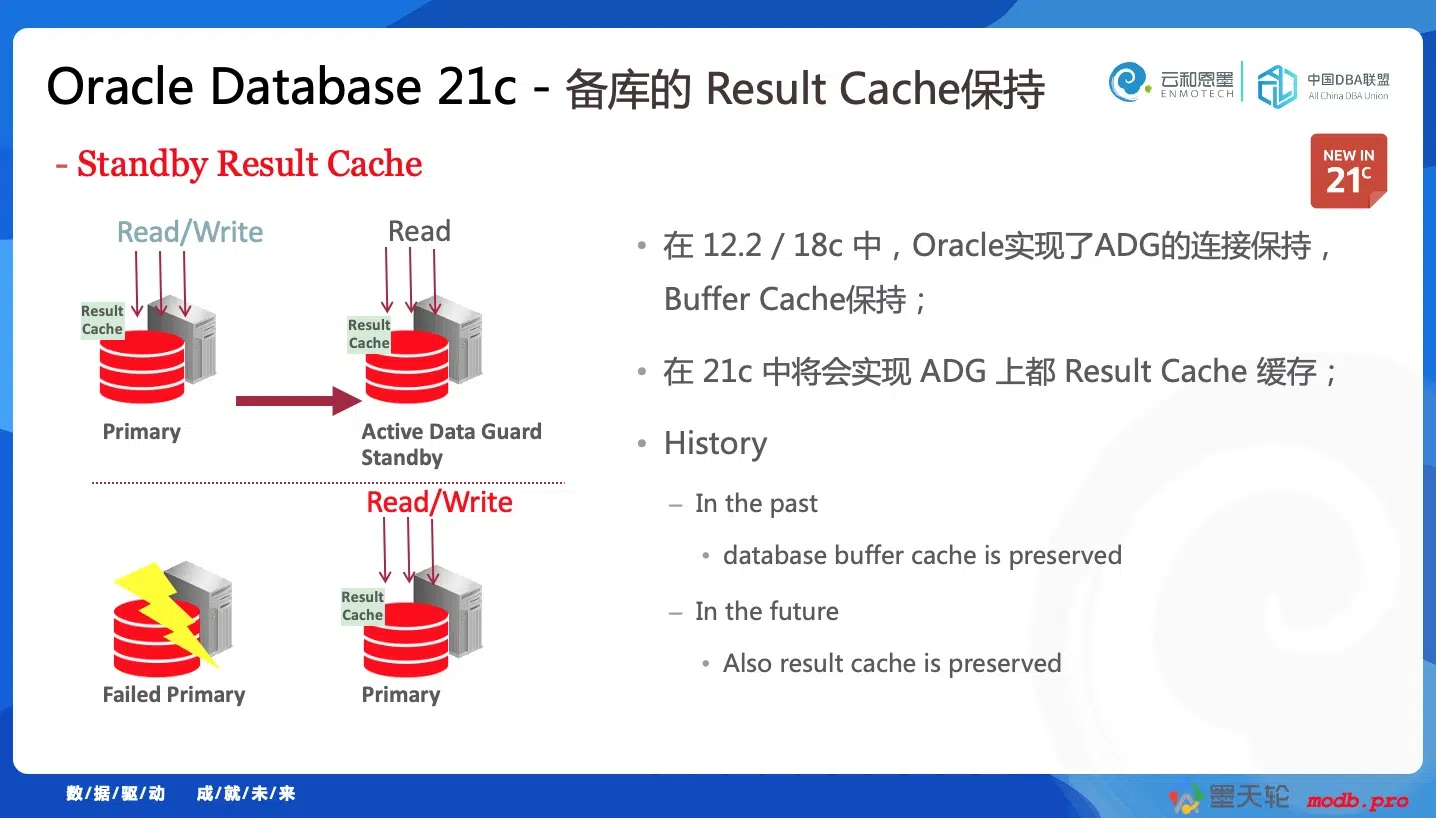 Oracle Database 21c - 备库的 Result Cache保持
云和恩墨
ENMOTECH
中国DBA联盟
All China DBA Union
- Standby Result Cache
NEW IN
21C
Read/Write
Read
Result
Cache
Result
Cache
Primary
Active Data Guard
Standby
Read/Write
Result
Cache
Failed Primary
Primary
• 在 12.2 / 18c 中，Oracle实现了ADG的连接保持，
Buffer Cache保持；
• 在 21c 中将会实现 ADG 上都 Result Cache 缓存；
• History
– In the past
• database buffer cache is preserved
– In the future
• Also result cache is preserved
数/据/驱/动 成/就/未/来
墨天轮 modb.pro